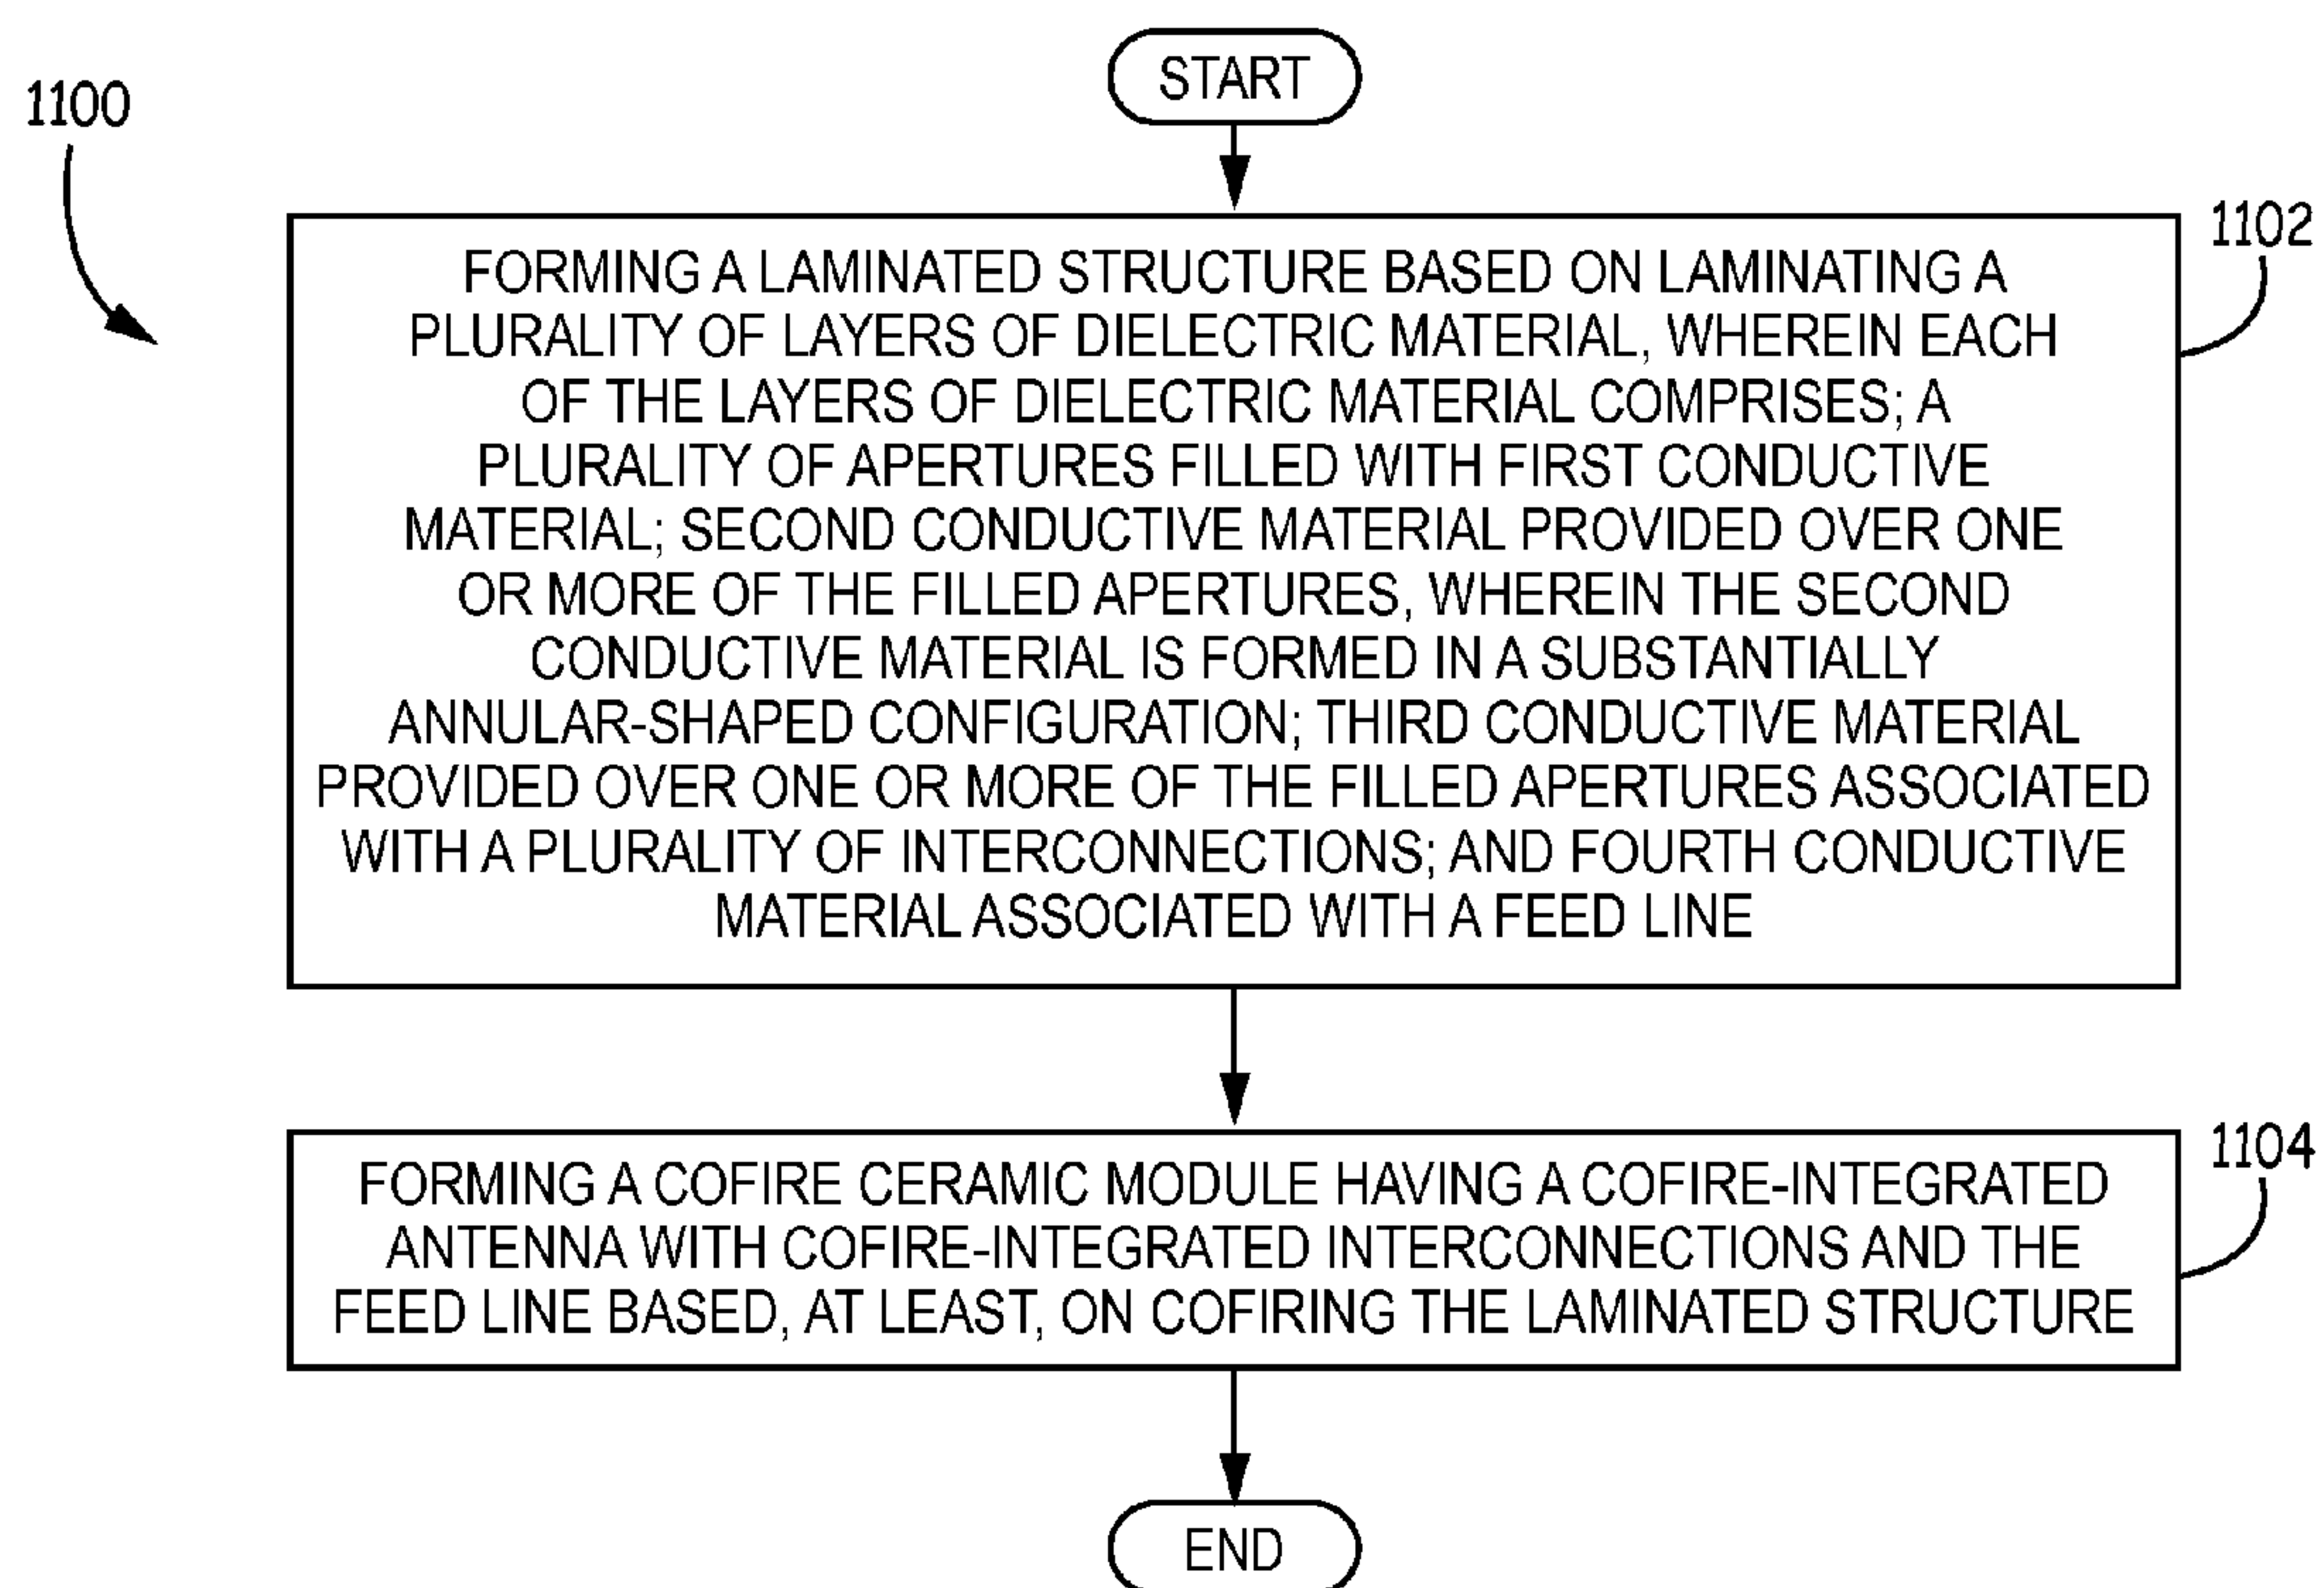 START
1100
1102
FORMING A LAMINATED STRUCTURE BASED ON LAMINATING A
PLURALITY OF LAYERS OF DIELECTRIC MATERIAL, WHEREIN EACH
OF THE LAYERS OF DIELECTRIC MATERIAL COMPRISES; A
PLURALITY OF APERTURES FILLED WITH FIRST CONDUCTIVE
MATERIAL; SECOND CONDUCTIVE MATERIAL PROVIDED OVER ONE
OR MORE OF THE FILLED APERTURES, WHEREIN THE SECOND
CONDUCTIVE MATERIAL IS FORMED IN A SUBSTANTIALLY
ANNULAR-SHAPED CONFIGURATION; THIRD CONDUCTIVE MATERIAL
PROVIDED OVER ONE OR MORE OF THE FILLED APERTURES ASSOCIATED
WITH A PLURALITY OF INTERCONNECTIONS; AND FOURTH CONDUCTIVE
MATERIAL ASSOCIATED WITH A FEED LINE
1104
FORMING A COFIRE CERAMIC MODULE HAVING A COFIRE-INTEGRATED
ANTENNA WITH COFIRE-INTEGRATED INTERCONNECTIONS AND THE
FEED LINE BASED, AT LEAST, ON COFIRING THE LAMINATED STRUCTURE
END